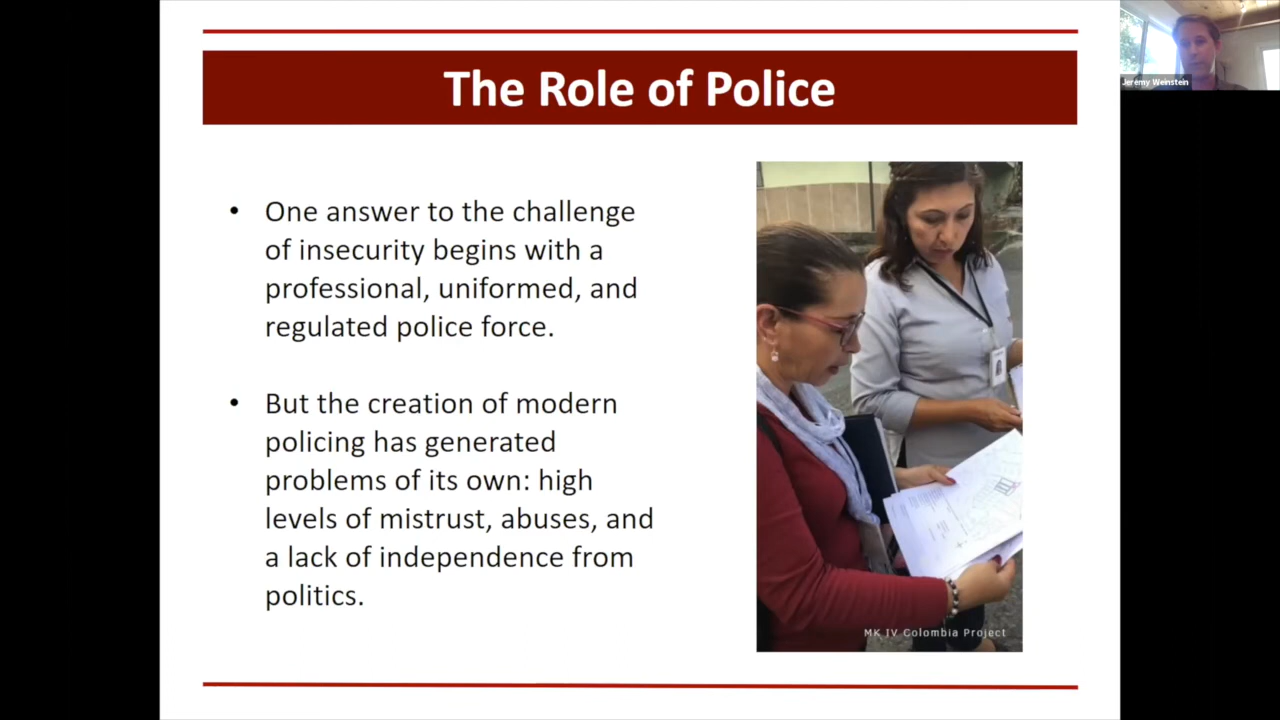 The Role of Police
Jeremy Weinstein
• One answer to the challenge
of insecurity begins with a
professional, uniformed, and
regulated police force.
• But the creation of modern
policing has generated
problems of its own: high
levels of mistrust, abuses, and
a lack of independence from
politics.
MK IV Colombia Project